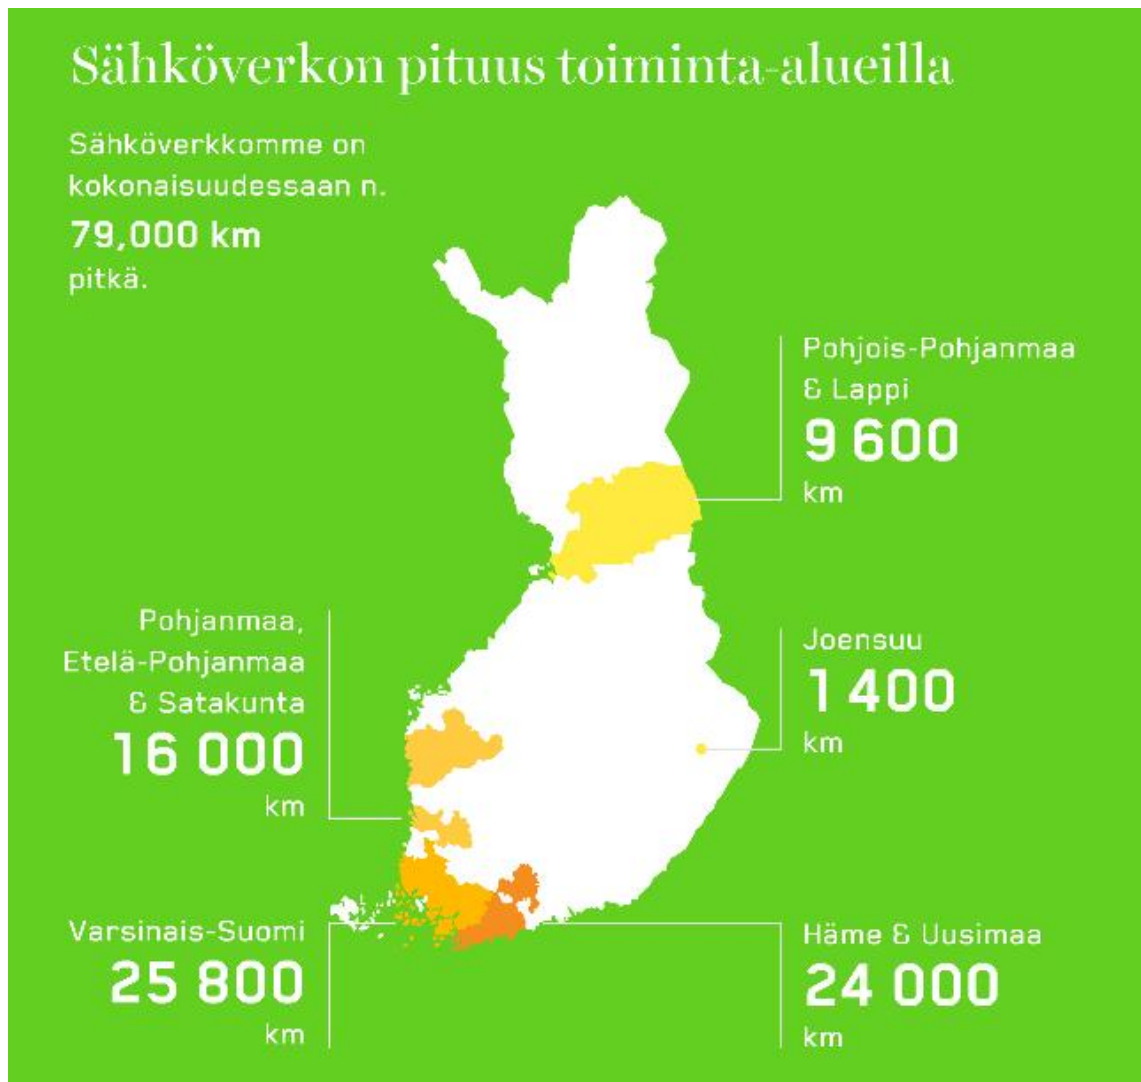 Sähköverkon pituus toiminta-alueilla
Sähköverkkomme on
kokonaisuudessaan n.
79,000 km
pitkä.
Pohjois-Pohjanmaa
& Lappi
9 600
km
Pohjanmaa,
Etelä-Pohjanmaa
& Satakunta
16 000
km
Joensuu
1 400
km
Varsinais-Suomi
25 800
km
Häme & Uusimaa
24 000
km